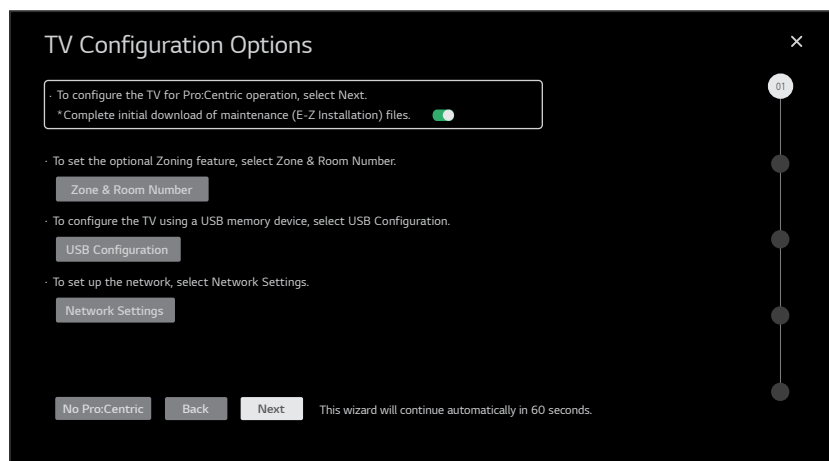 TV Configuration Options
01
· To configure the TV for Pro:Centric operation, select Next.
*Complete initial download of maintenance (E-Z Installation) files.
· To set the optional Zoning feature, select Zone & Room Number.
Zone & Room Number
· To configure the TV using a USB memory device, select USB Configuration.
USB Configuration
· To set up the network, select Network Settings.
Network Settings
No Pro:Centric Back Next This wizard will continue automatically in 60 seconds.